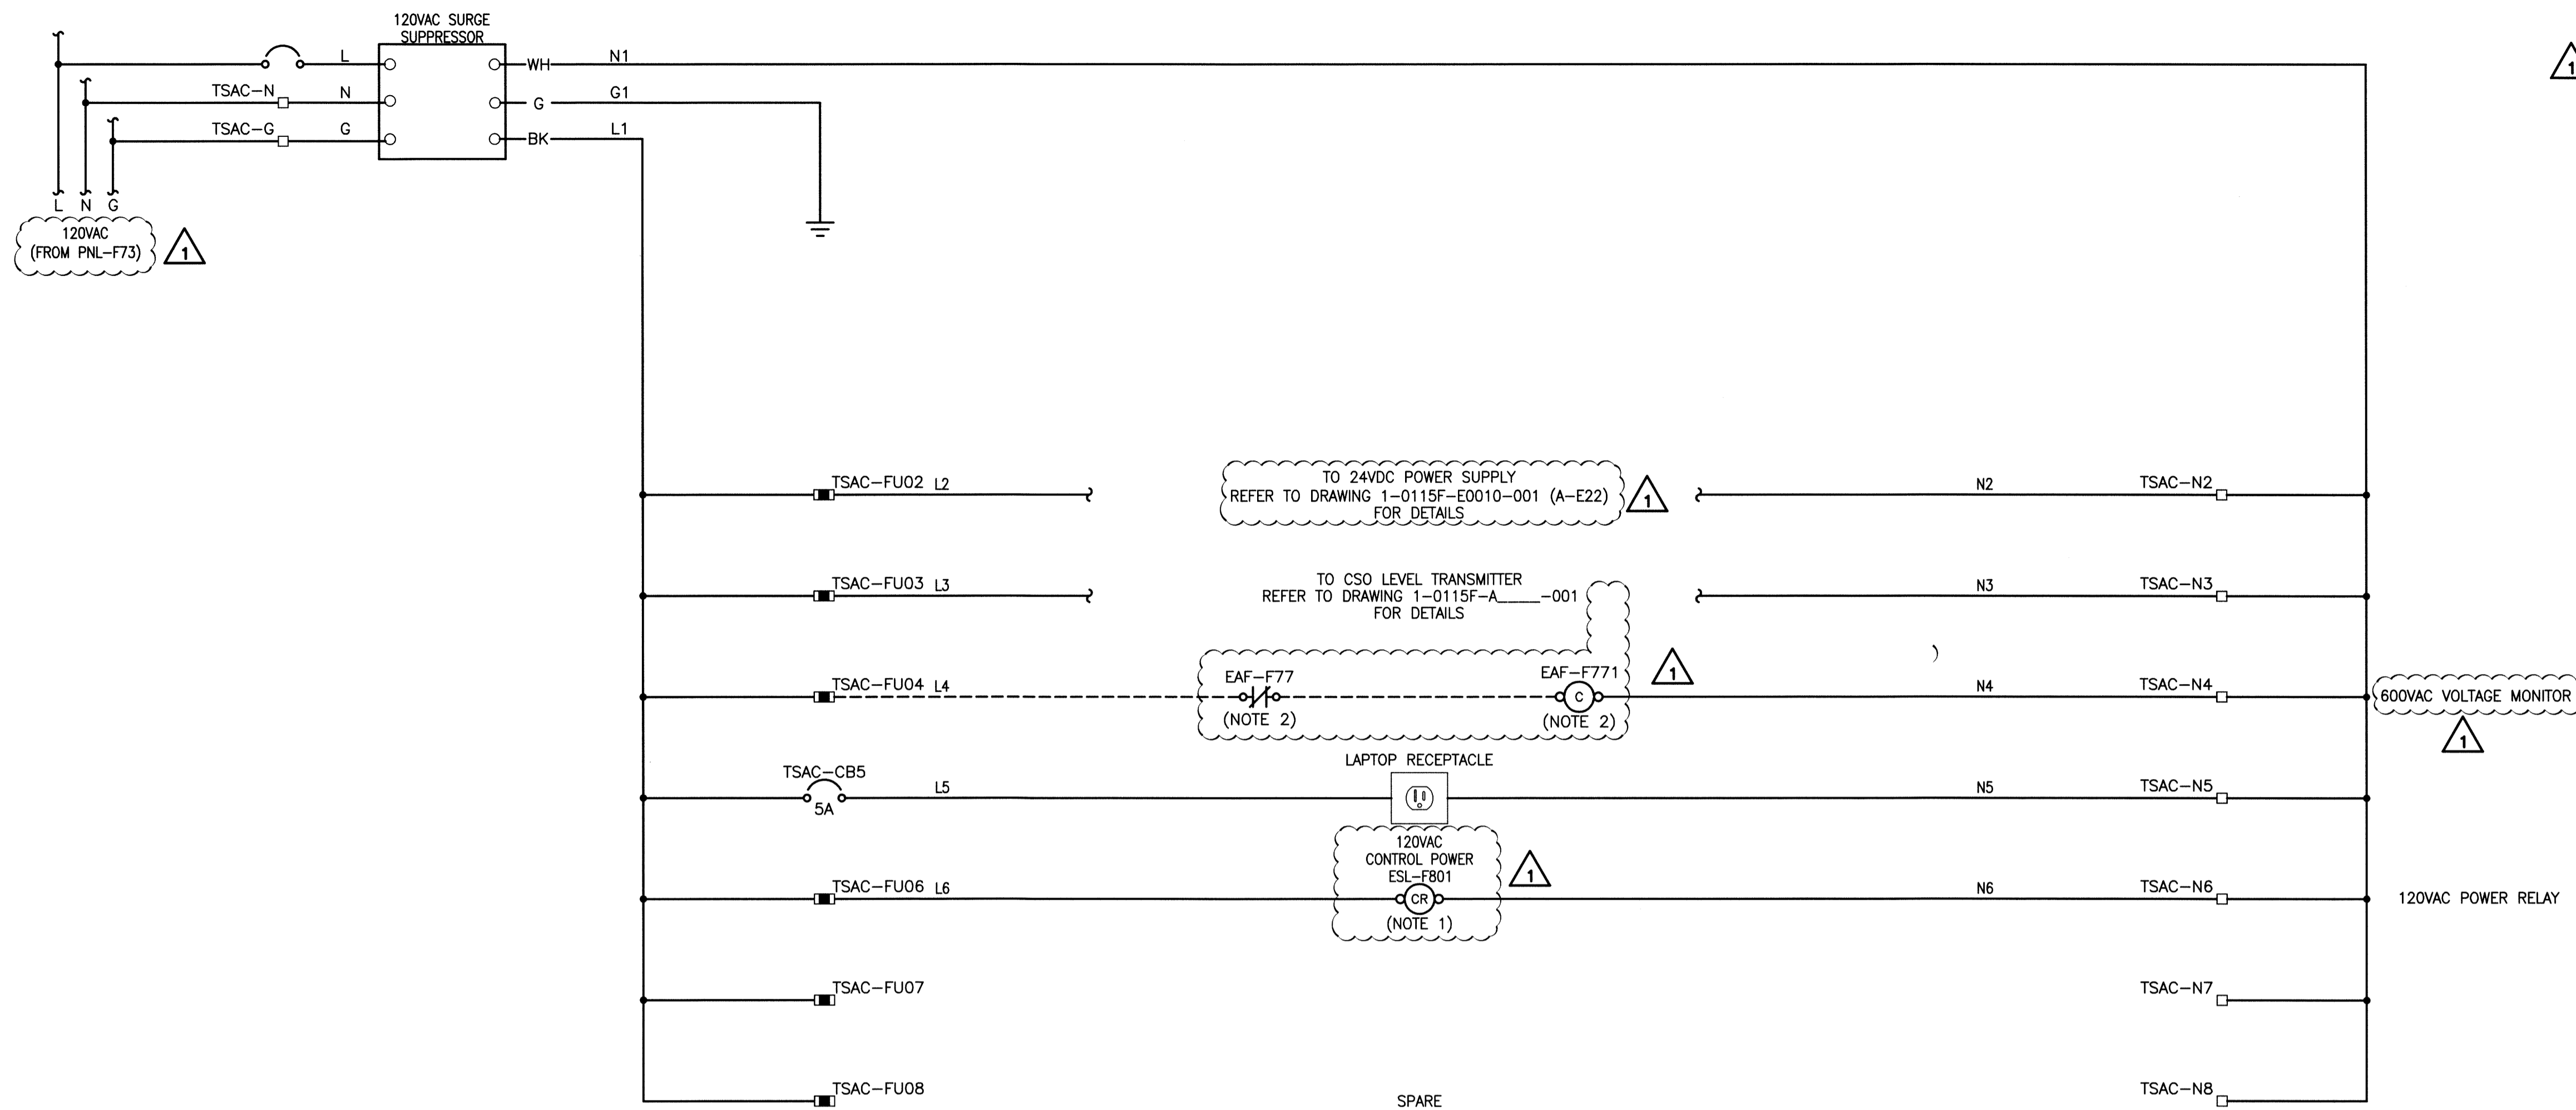 120VAC SURGE
SUPPRESSOR
L
WH
N1
1
TSAC-N
N
G
G1
TSAC-G
G
BK
L1
L N G
120VAC
(FROM PNL-F73)
1
TSAC-FU02 L2
TO 24VDC POWER SUPPLY
REFER TO DRAWING 1-0115F-E0010-001 (A-E22)
FOR DETAILS
1
N2
TSAC-N2
TSAC-FU03 L3
TO CSO LEVEL TRANSMITTER
REFER TO DRAWING 1-0115F-A____-001
FOR DETAILS
N3
TSAC-N3
TSAC-FU04 L4
EAF-F77
(NOTE 2)
EAF-F771
C
(NOTE 2)
1
N4
TSAC-N4
600VAC VOLTAGE MONITOR
1
TSAC-CB5
5A
L5
LAPTOP RECEPTACLE
N5
TSAC-N5
TSAC-FU06 L6
120VAC
CONTROL POWER
ESL-F801
CR
(NOTE 1)
1
N6
TSAC-N6
120VAC POWER RELAY
TSAC-FU07
TSAC-N7
TSAC-FU08
SPARE
TSAC-N8